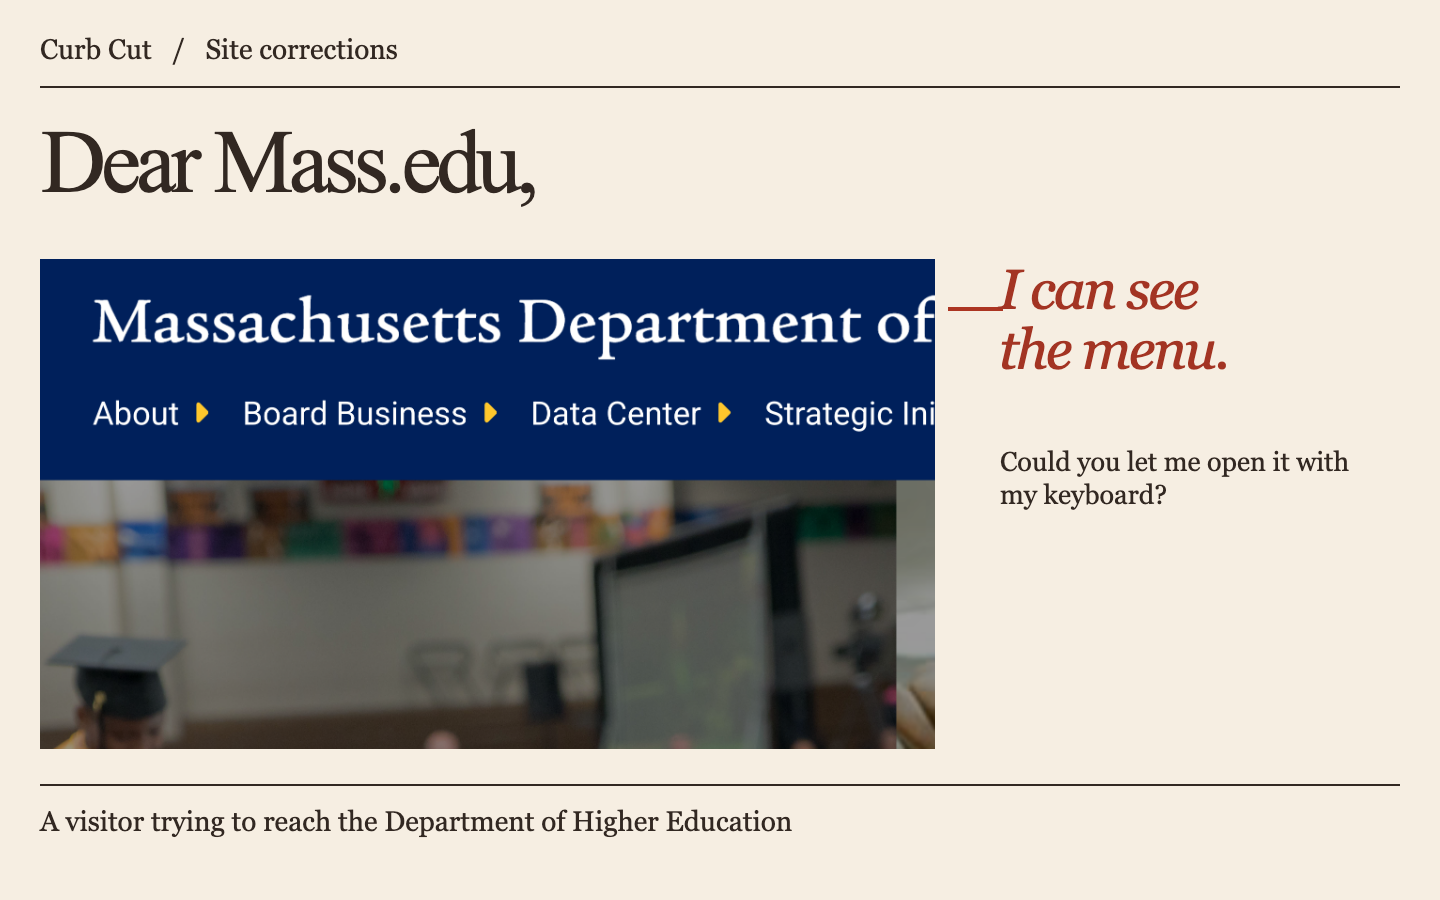 Curb Cut / Site corrections
Dear Mass.edu,
Massachusetts Department of
About Board Business Data Center Strategic Ini
I can see
the menu.
Could you let me open it with
my keyboard?
A visitor trying to reach the Department of Higher Education